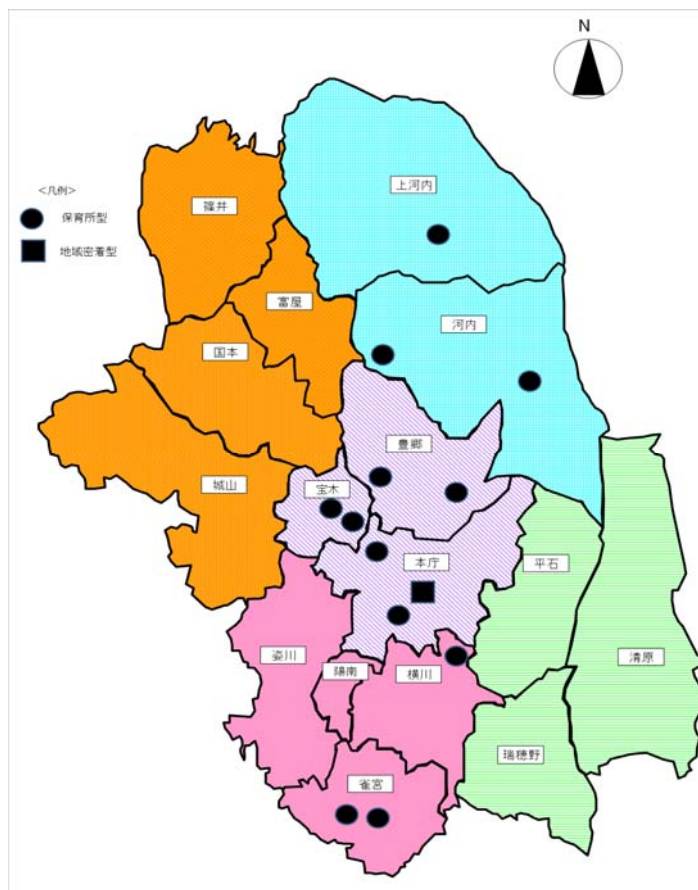 N
上河内
<凡例>
篠井
保育所型
地域密着型
富屋
河内
国本
豊郷
城山
宝木
本庁
平石
姿川
陽南
横川
清原
瑞穂野
雀宮